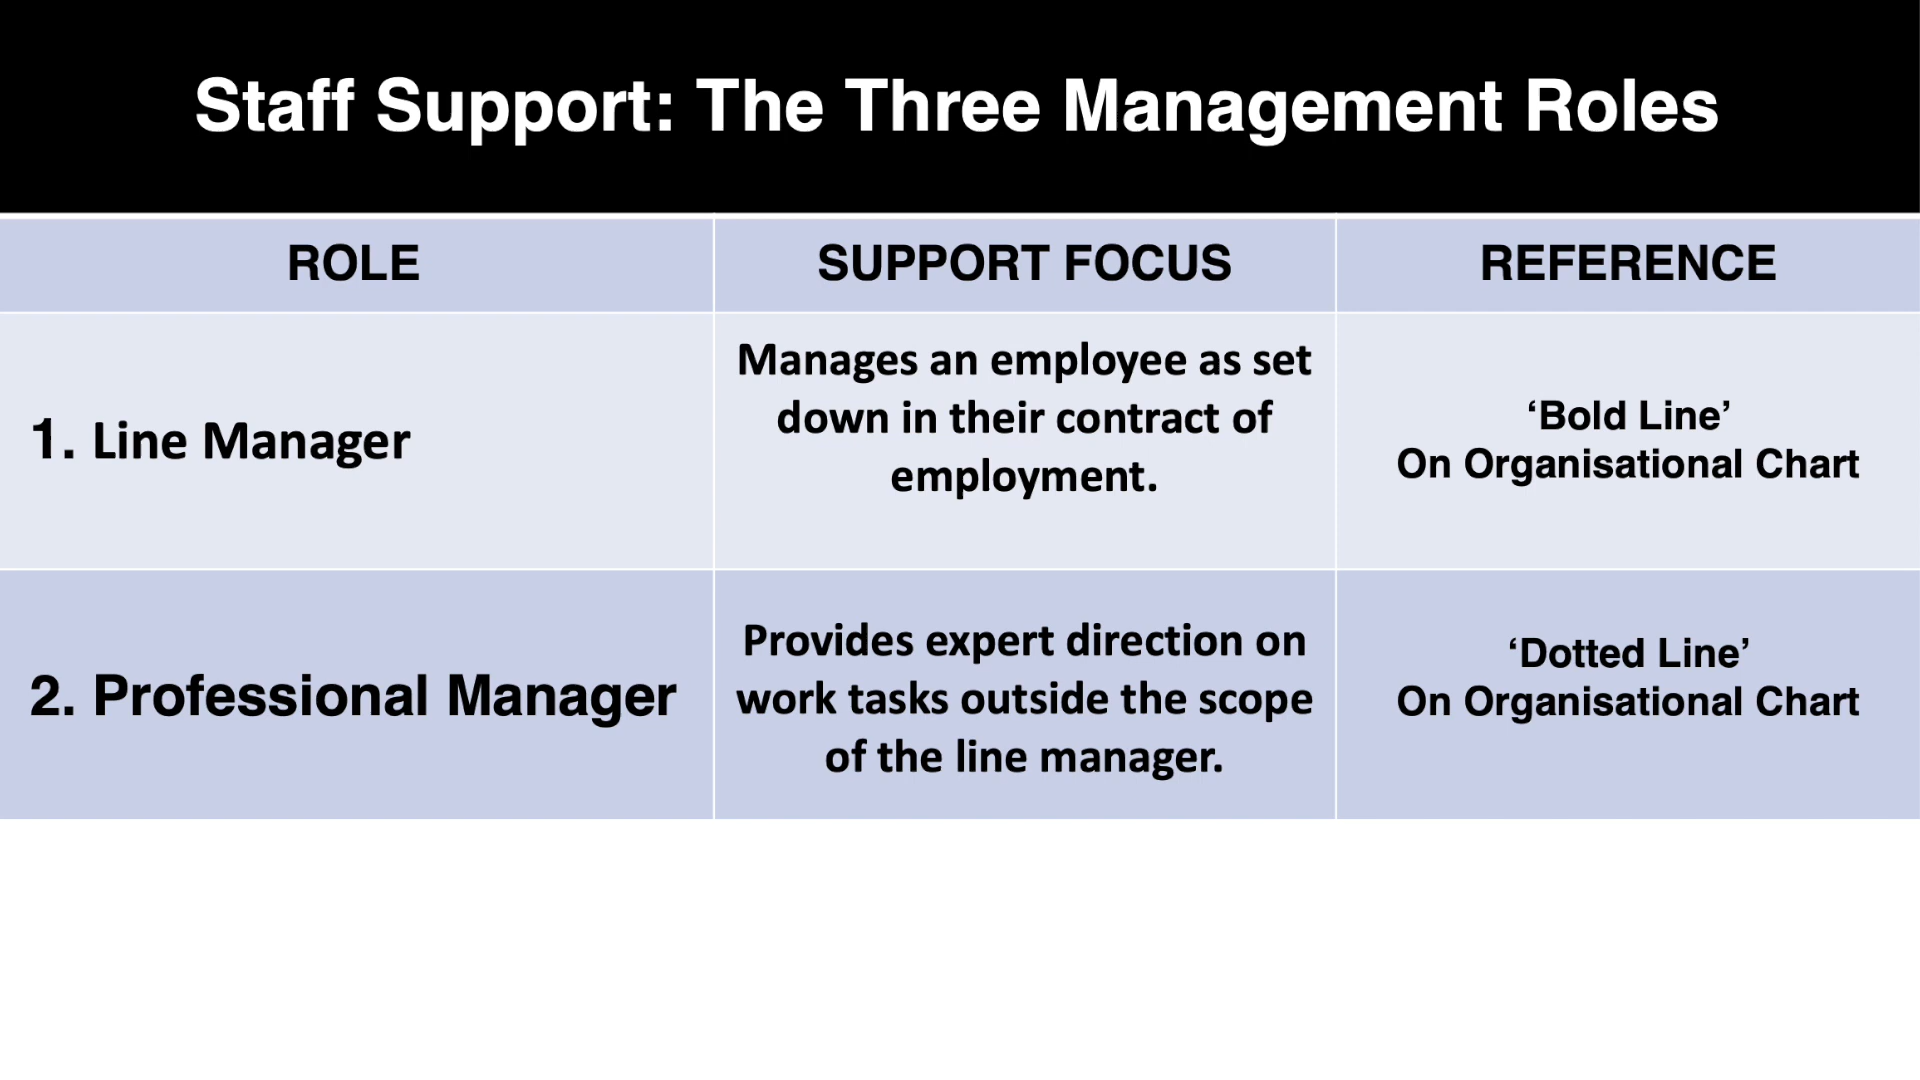 Staff Support: The Three Management Roles
ROLE
SUPPORT FOCUS
REFERENCE
1. Line Manager
Manages an employee as set
down in their contract of
employment.
‘Bold Line’
On Organisational Chart
2. Professional Manager
Provides expert direction on
work tasks outside the scope
of the line manager.
‘Dotted Line’
On Organisational Chart